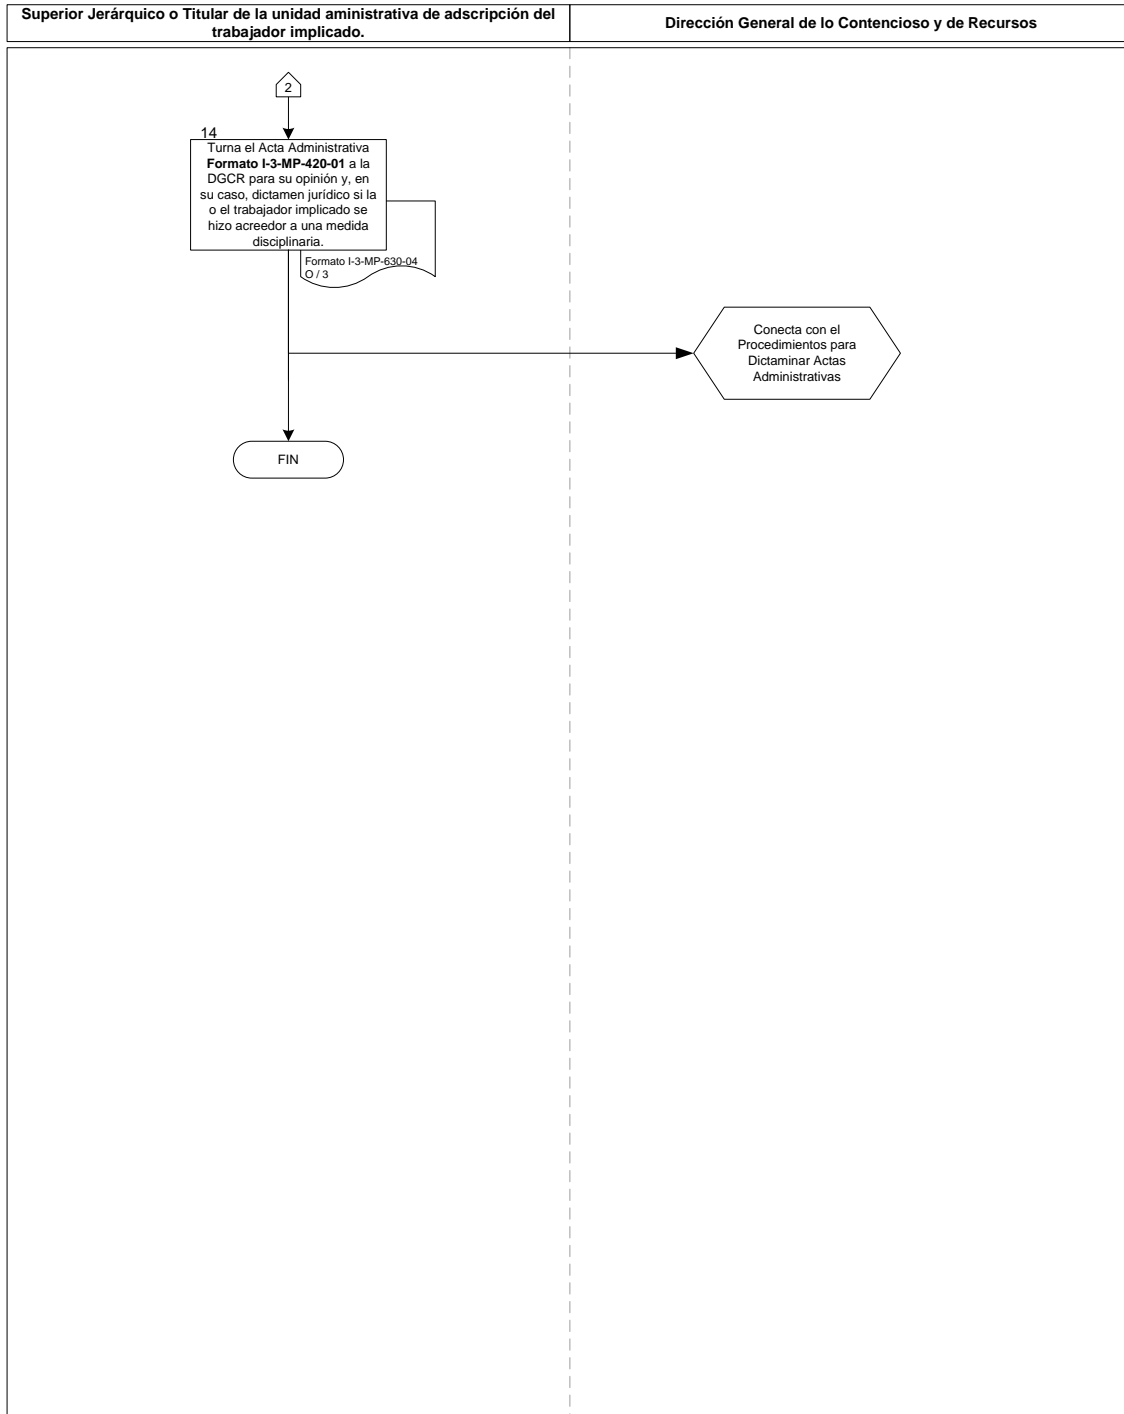 Superior Jerárquico o Titular de la unidad aministrativa de adscripción del
trabajador implicado.
Dirección General de lo Contencioso y de Recursos
2
14
Turna el Acta Administrativa
Formato I-3-MP-420-01 a la
DGCR para su opinión y, en
su caso, dictamen jurídico si la
o el trabajador implicado se
hizo acreedor a una medida
disciplinaria.
Formato I-3-MP-630-04
O / 3
Conecta con el
Procedimientos para
Dictaminar Actas
Administrativas
FIN